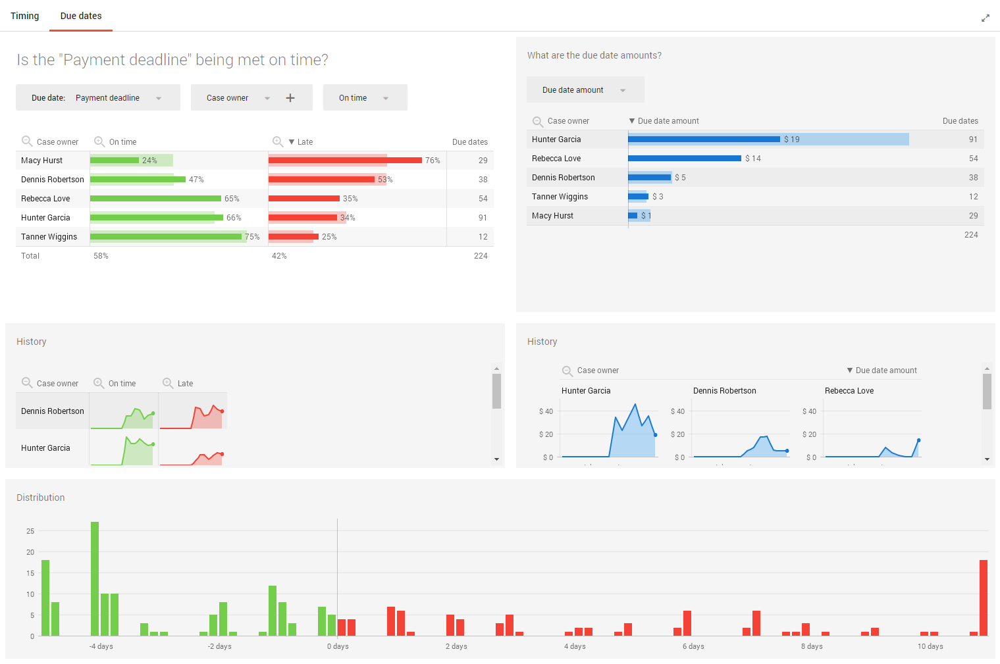 Timing Due dates
Is the "Payment deadline" being met on time?
Due date: Payment deadline Case owner + On time
Case owner On time ▼ Late Due dates
Macy Hurst 24% 76% 29
Dennis Robertson 47% 53% 38
Rebecca Love 65% 35% 54
Hunter Garcia 66% 34% 91
Tanner Wiggins 75% 25% 12
Total 58% 42% 224
What are the due date amounts?
Due date amount
Case owner ▼ Due date amount Due dates
Hunter Garcia $ 19 91
Rebecca Love $ 14 54
Dennis Robertson $ 5 38
Tanner Wiggins $ 3 12
Macy Hurst $ 1 29
224
History
Case owner On time Late
Dennis Robertson
Hunter Garcia
History
Case owner ▼ Due date amount
Hunter Garcia Dennis Robertson Rebecca Love
$ 40 $ 40 $ 40
$ 20 $ 20 $ 20
$ 0 $ 0 $ 0
Distribution
25
20
15
10
5
0
-4 days -2 days 0 days 2 days 4 days 6 days 8 days 10 days